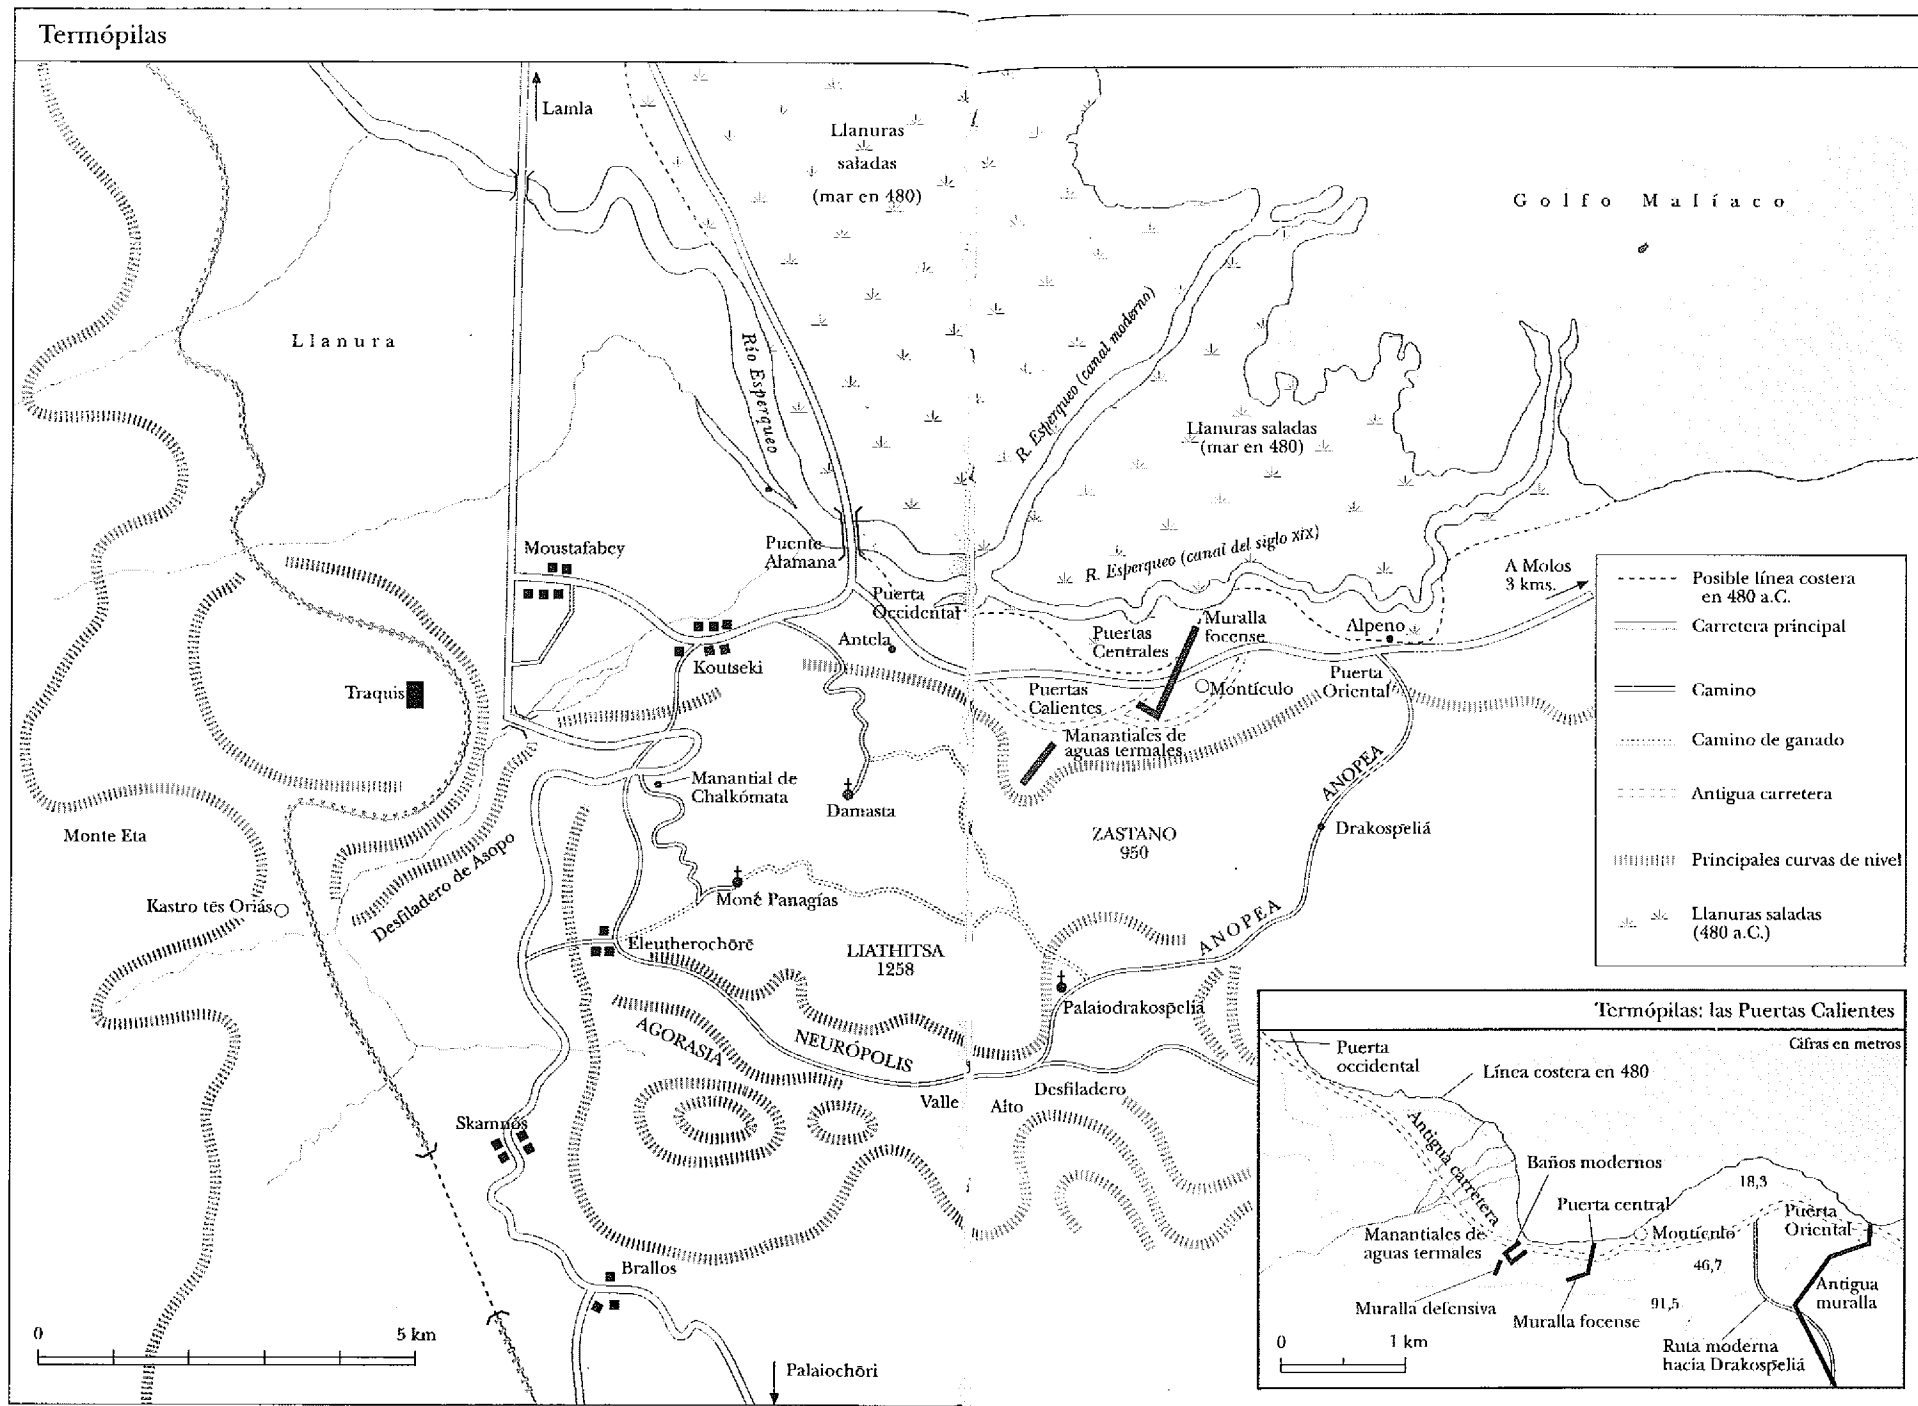 Termópilas
Lamla
Llanuras
saladas
(mar en 480)
Golfo Malíaco
Llanura
Río Esperqueo
R. Esperqueo (canal moderno)
Llanuras saladas
(mar en 480)
R. Esperqueo (canal del siglo XIX)
Moustafabey
Puente
Alamana
Puerta
Occidental
Antela
Koutseki
Traquis
Puertas
Centrales
Muralla
focense
Alpeno
A Molos
3 kms.
Puertas
Calientes
Montículo
Puerta
Oriental
Manantiales de
aguas termales
Manantial de
Chalkómata
Damasta
Monte Eta
ZASTANO
950
ANOPEA
Drakospēliá
Desfiladero de Asopo
Kastro tēs Oriás
Moné Panagías
Eleutherochōrē
LIATHITSA
1258
ANOPEA
Palaiodrakospēliá
AGORASIA
NEURÓPOLIS
Valle
Alto
Desfiladero
Skamnos
Brallos
Palaiochōri
0
5 km
Posible línea costera
en 480 a.C.
Carretera principal
Camino
Camino de ganado
Antigua carretera
Principales curvas de nivel
Llanuras saladas
(480 a.C.)
Termópilas: las Puertas Calientes
Cifras en metros
Puerta
occidental
Línea costera en 480
Antigua carretera
Baños modernos
Puerta central
18,3
Puerta
Oriental
Manantiales de
aguas termales
Montículo
46,7
Antigua
muralla
Muralla defensiva
91,5
Muralla focense
Ruta moderna
hacia Drakospēliá
0
1 km